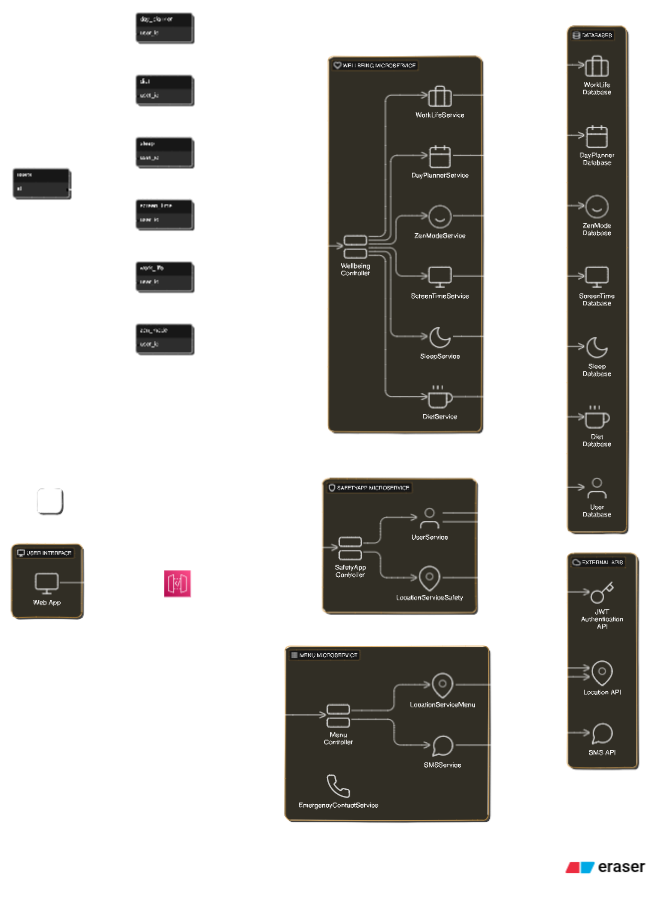 day_planner
user_id
diet
user_id
sleep
user_id
users
id
screen_time
user_id
work_life
user_id
zen_mode
user_id
WELLBEING MICROSERVICE
WorkLifeService
DayPlannerService
ZenModeService
Wellbeing
Controller
ScreenTimeService
SleepService
DietService
DATABASES
WorkLife
Database
DayPlanner
Database
ZenMode
Database
ScreenTime
Database
Sleep
Database
Diet
Database
User
Database
USER INTERFACE
Web App
SAFETYAPP MICROSERVICE
UserService
SafetyApp
Controller
LocationServiceSafety
EXTERNAL APIS
JWT
Authentication
API
Location API
SMS API
MENU MICROSERVICE
LocationServiceMenu
Menu
Controller
SMSService
EmergencyContactService
eraser